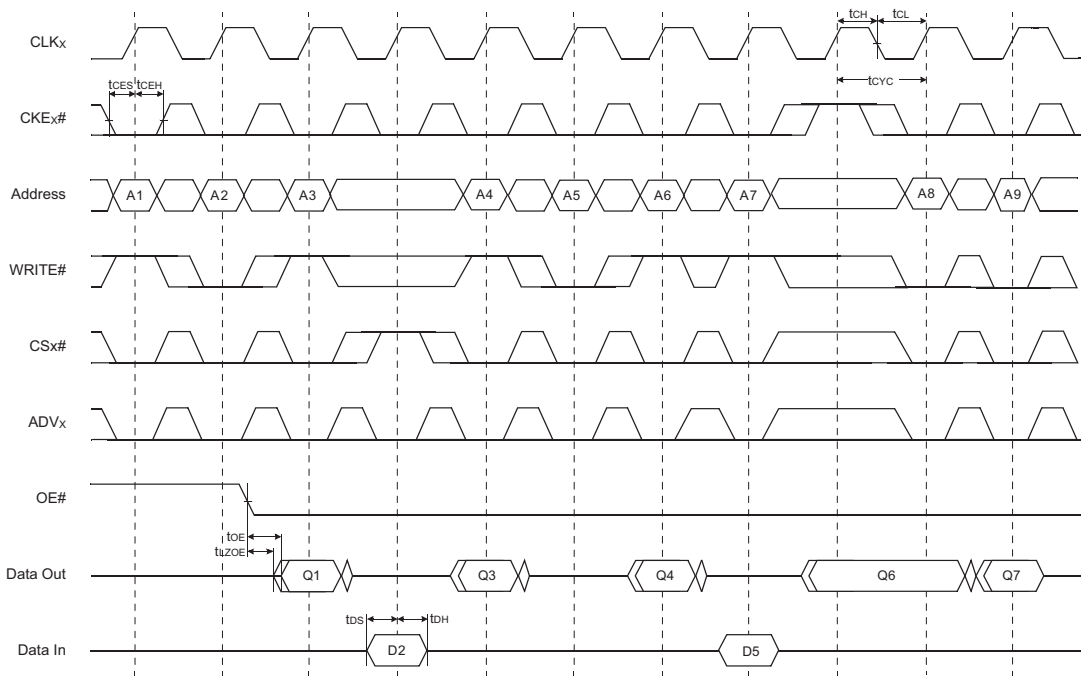 tCH tCL
CLKX
tCYC
tCES tCEH
CKEX#
Address A1 A2 A3 A4 A5 A6 A7 A8 A9
WRITE#
CSx#
ADVX
OE#
tOE
tLZOE
Data Out Q1 Q3 Q4 Q6 Q7
tDS tDH
Data In D2 D5